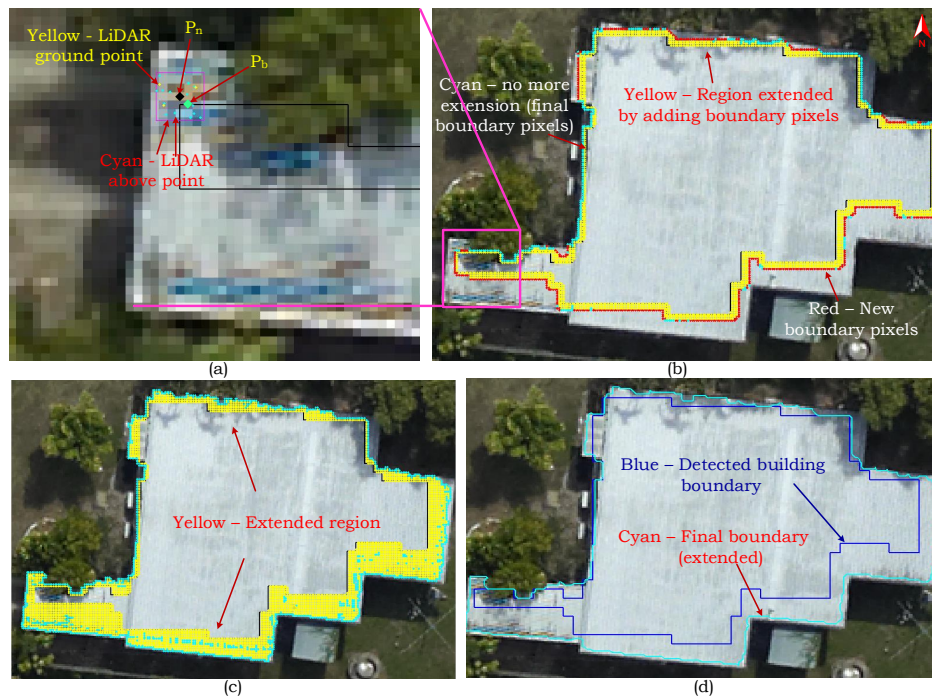 Yellow - LiDAR
ground point
Pn
Pb
Cyan - LiDAR
above point
(a)
N
Cyan – no more
extension (final
boundary pixels)
Yellow – Region extended
by adding boundary pixels
Red – New
boundary pixels
(b)
Yellow – Extended region
(c)
Blue – Detected building
boundary
Cyan – Final boundary
(extended)
(d)